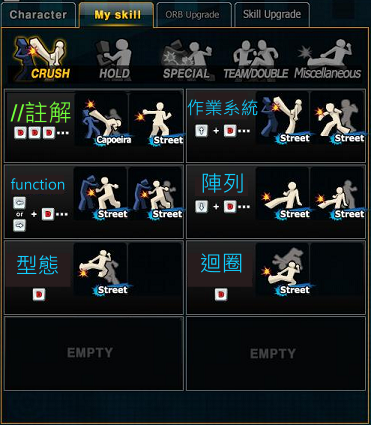 Character My skill ORB Upgrade Skill Upgrade
CRUSH HOLD SPECIAL TEAM/DOUBLE Miscellaneous
//註解
D D D ...
Capoeira Street
作業系統
⇧ + D ...
Street Street
function
⇦ or ⇨ + D ...
Street Street
陣列
⇩ + D ...
Street Street
型態
D
Street
迴圈
D
Street
EMPTY
EMPTY